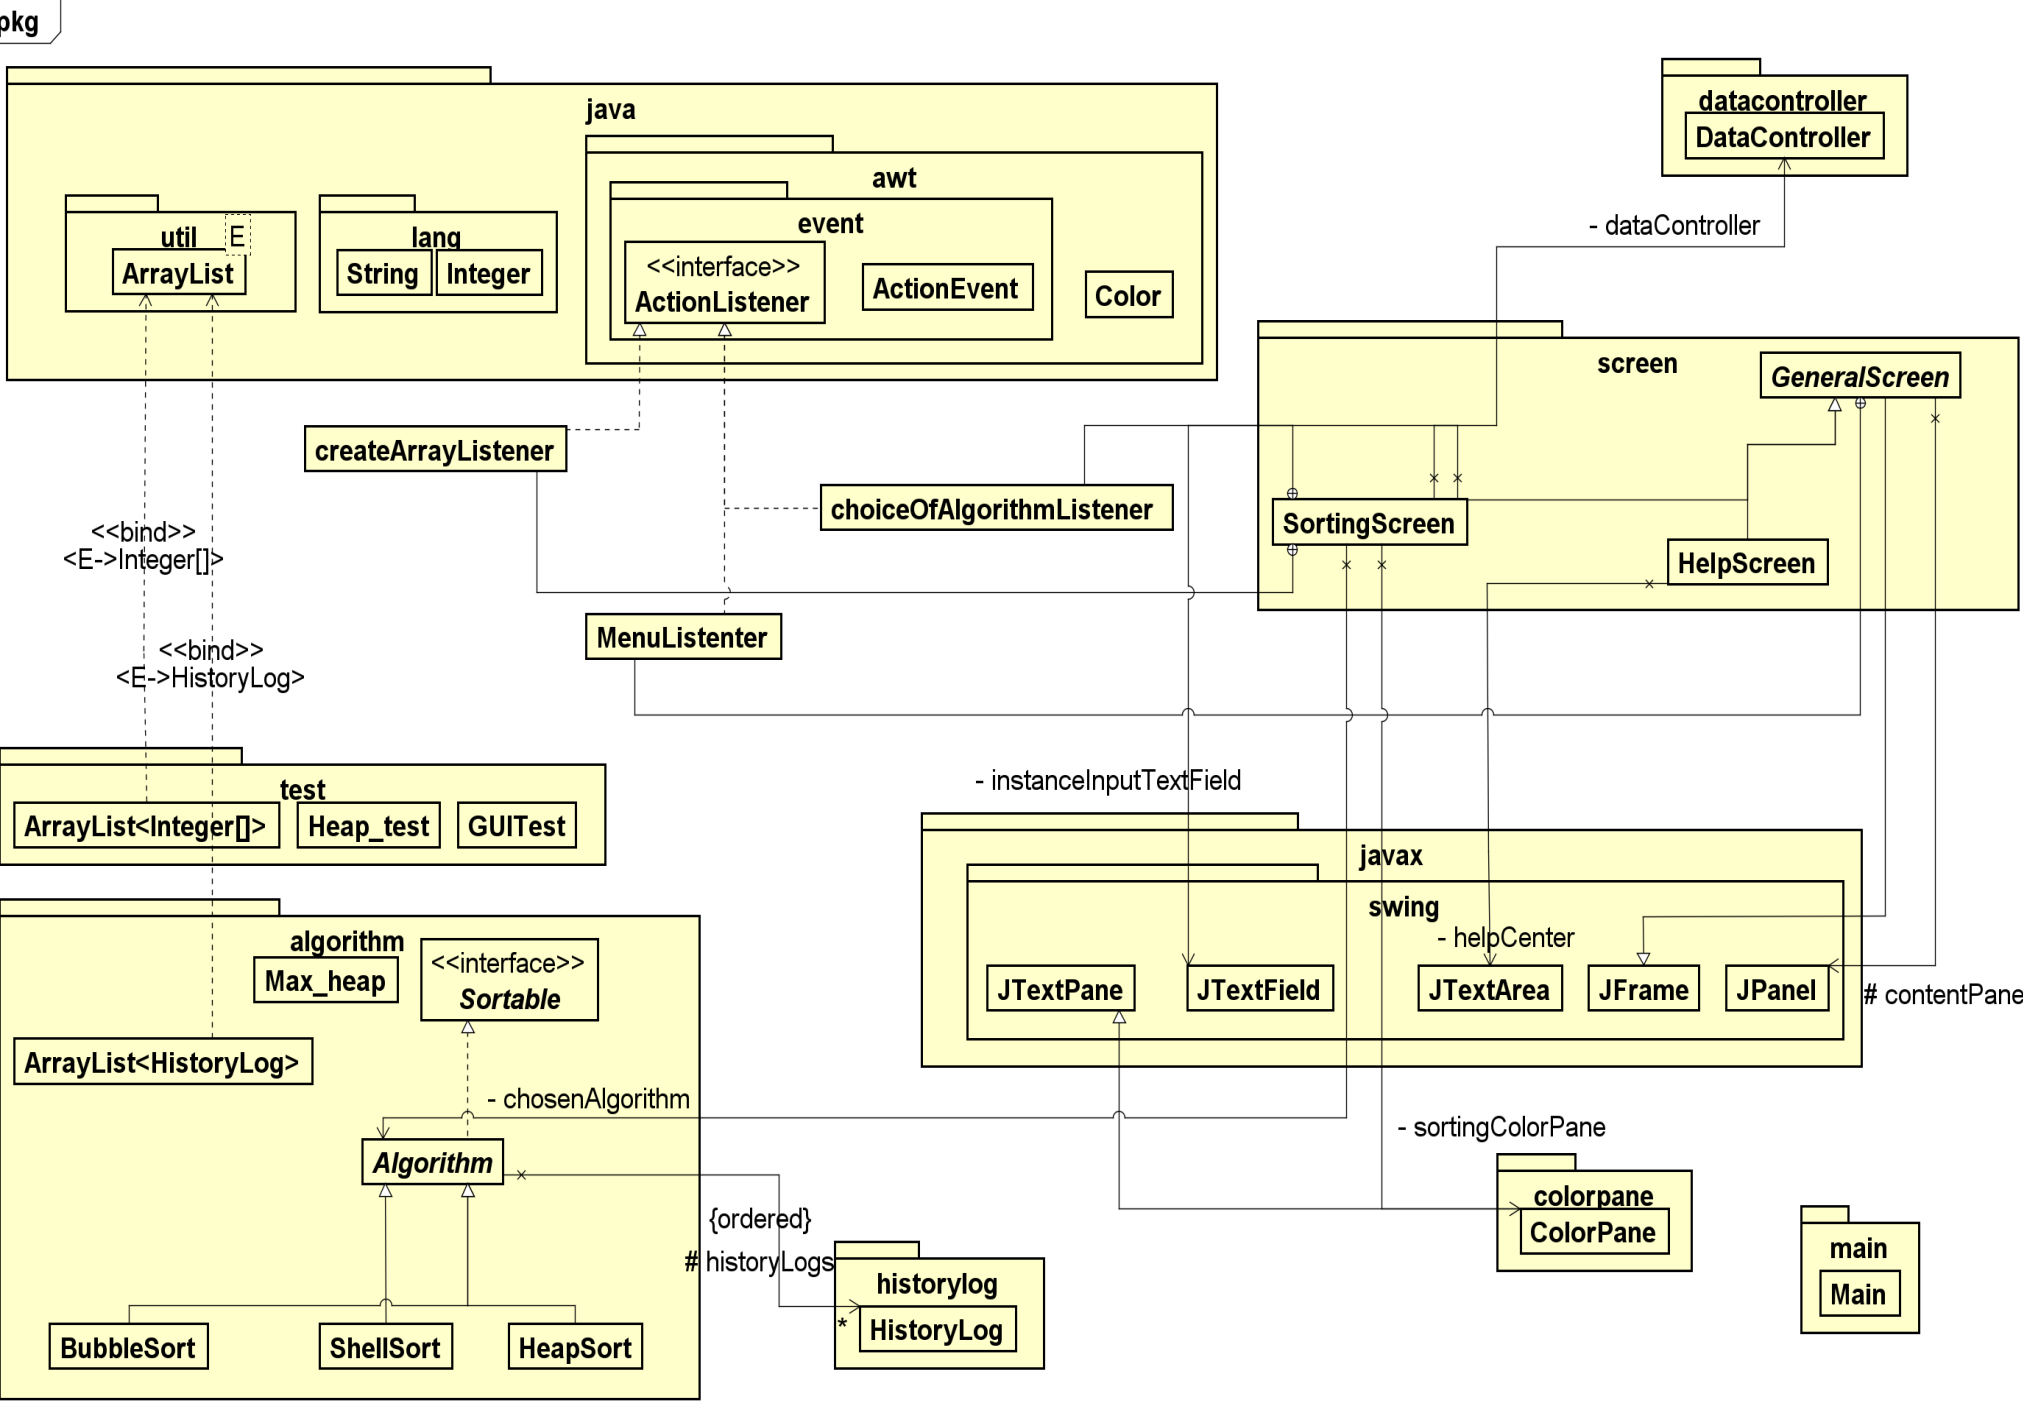 pkg
java
datacontroller
DataController
awt
- dataController
event
util
E
lang
<<interface>>
ArrayList
String
Integer
ActionListener
ActionEvent
Color
screen
GeneralScreen
createArrayListener
choiceOfAlgorithmListener
SortingScreen
<<bind>>
<E->Integer[]>
HelpScreen
MenuListenter
<<bind>>
<E->HistoryLog>
- instanceInputTextField
test
ArrayList<Integer[]>
Heap_test
GUITest
javax
swing
algorithm
- helpCenter
<<interface>>
Max_heap
Sortable
JTextPane
JTextField
JTextArea
JFrame
JPanel
# contentPane
ArrayList<HistoryLog>
- chosenAlgorithm
- sortingColorPane
Algorithm
colorpane
{ordered}
ColorPane
main
# historyLogs
historylog
Main
*
HistoryLog
BubbleSort
ShellSort
HeapSort